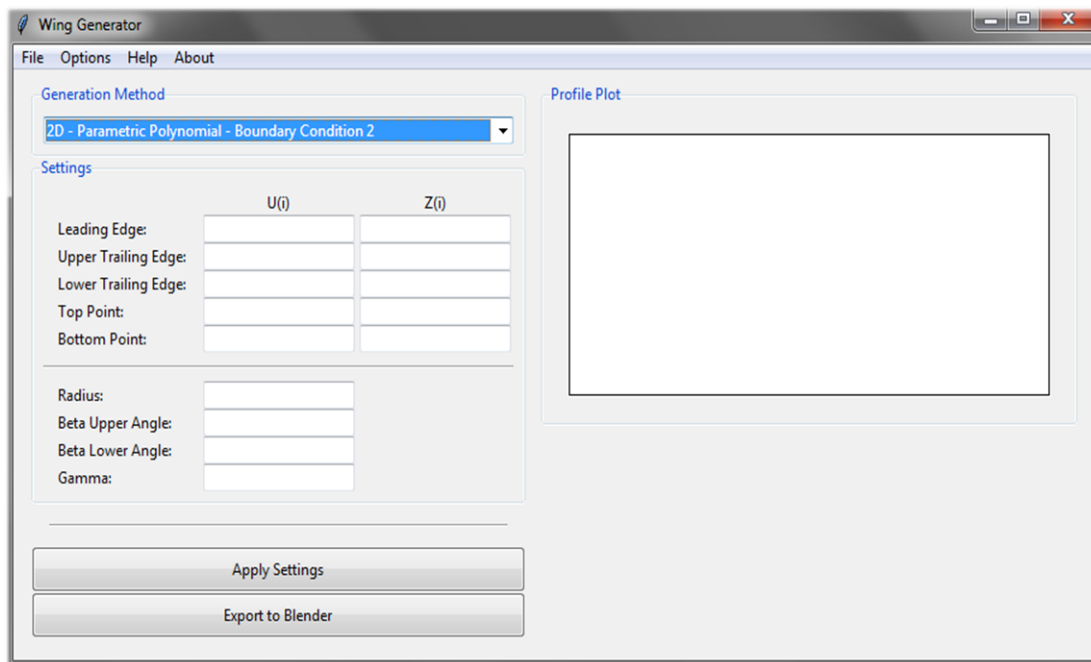 Wing Generator
File Options Help About
Generation Method
2D - Parametric Polynomial - Boundary Condition 2
Settings
U(i) Z(i)
Leading Edge:
Upper Trailing Edge:
Lower Trailing Edge:
Top Point:
Bottom Point:
Radius:
Beta Upper Angle:
Beta Lower Angle:
Gamma:
Apply Settings
Export to Blender
Profile Plot